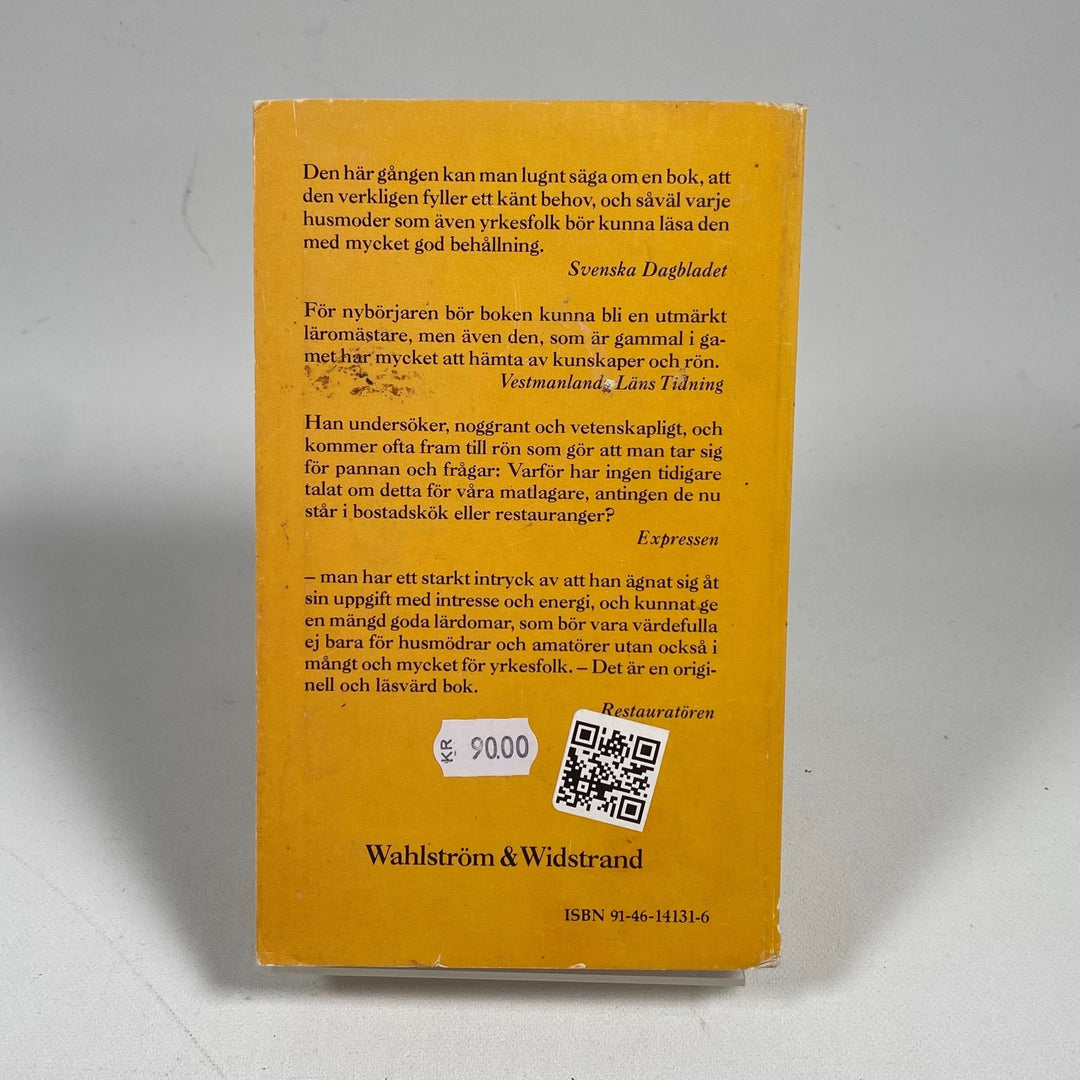 Den här gången kan man lugnt säga om en bok, att
den verkligen fyller ett känt behov, och såväl varje
husmoder som även yrkesfolk bör kunna läsa den
med mycket god behållning.
Svenska Dagbladet
För nybörjaren bör boken kunna bli en utmärkt
läromästare, men även den, som är gammal i ga-
met har mycket att hämta av kunskaper och rön.
Vestmanlands Läns Tidning
Han undersöker, noggrant och vetenskapligt, och
kommer ofta fram till rön som gör att man tar sig
för pannan och frågar: Varför har ingen tidigare
talat om detta för våra matlagare, antingen de nu
står i bostadskök eller restauranger?
Expressen
– man har ett starkt intryck av att han ägnat sig åt
sin uppgift med intresse och energi, och kunnat ge
en mängd goda lärdomar, som bör vara värdefulla
ej bara för husmödrar och amatörer utan också i
mångt och mycket för yrkesfolk. – Det är en origi-
nell och läsvärd bok.
Restauratören
KR 90.00
Wahlström & Widstrand
ISBN 91-46-14131-6